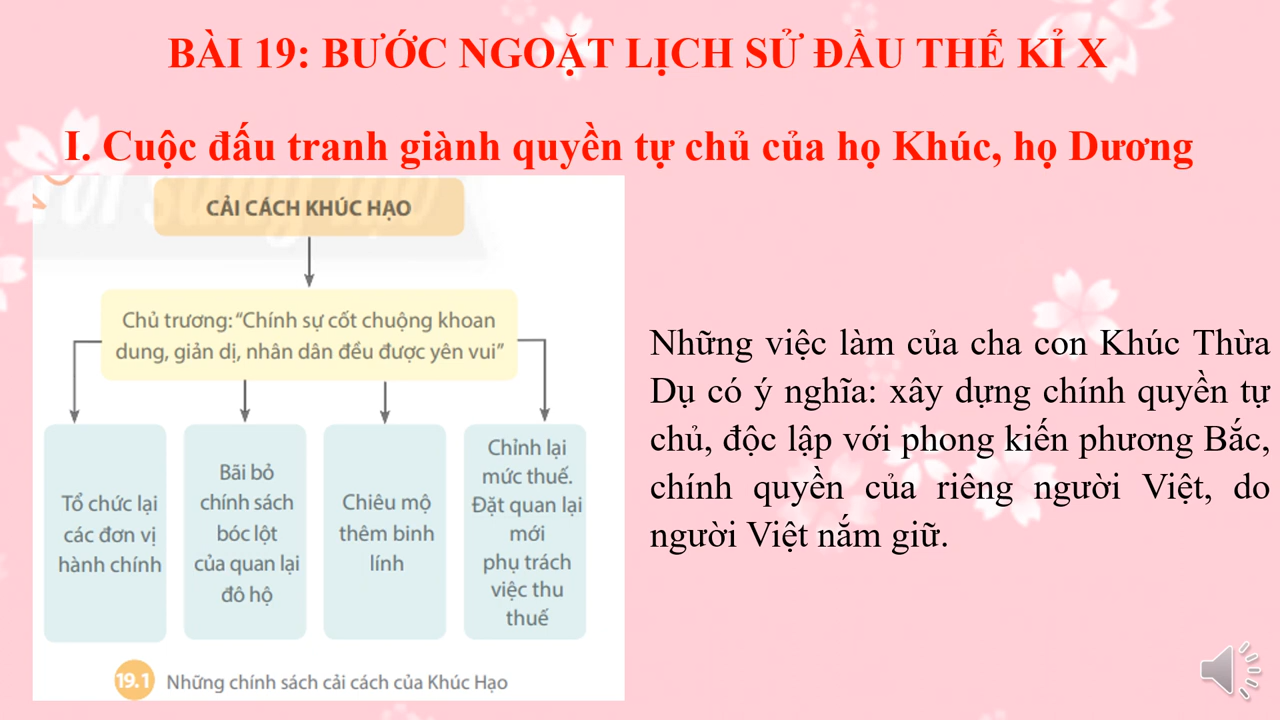 BÀI 19: BƯỚC NGOẶT LỊCH SỬ ĐẦU THẾ KỈ X
I. Cuộc đấu tranh giành quyền tự chủ của họ Khúc, họ Dương
CẢI CÁCH KHÚC HẠO
Chủ trương: “Chính sự cốt chuộng khoan
dung, giản dị, nhân dân đều được yên vui”
Tổ chức lại
các đơn vị
hành chính
Bãi bỏ
chính sách
bóc lột
của quan lại
đô hộ
Chiêu mộ
thêm binh
lính
Chỉnh lại
mức thuế.
Đặt quan lại
mới
phụ trách
việc thu
thuế
19.1 Những chính sách cải cách của Khúc Hạo
Những việc làm của cha con Khúc Thừa
Dụ có ý nghĩa: xây dựng chính quyền tự
chủ, độc lập với phong kiến phương Bắc,
chính quyền của riêng người Việt, do
người Việt nắm giữ.